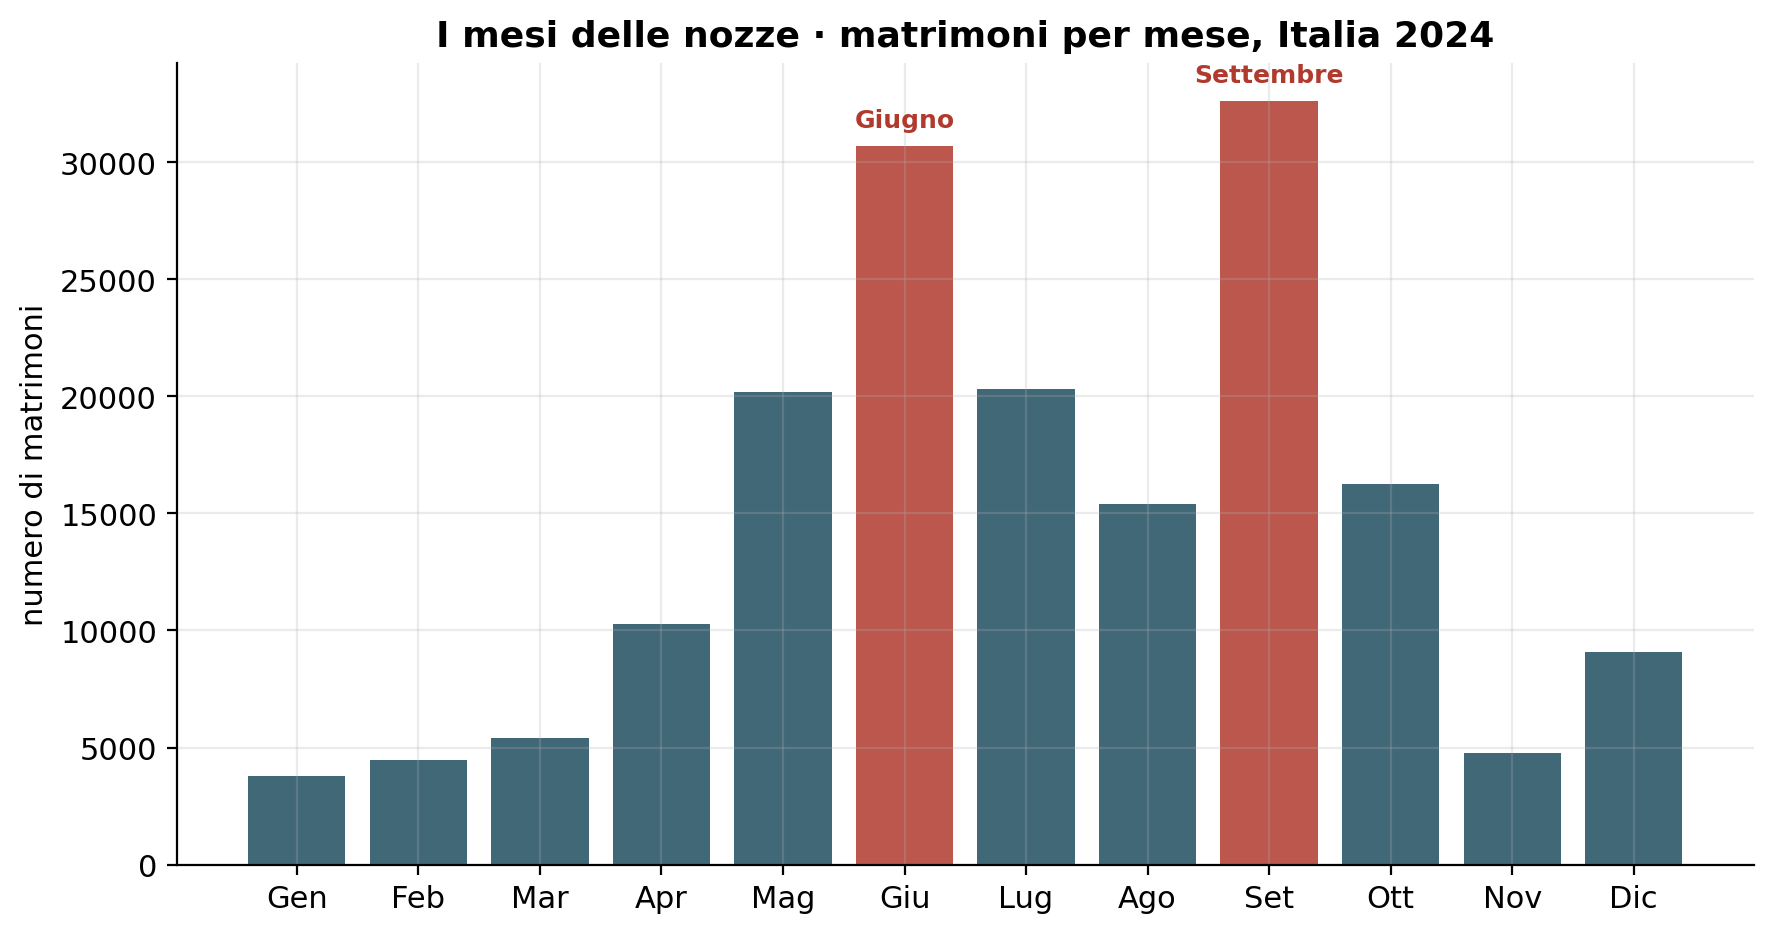 I mesi delle nozze · matrimoni per mese, Italia 2024
Settembre
Giugno
numero di matrimoni
30000
25000
20000
15000
10000
5000
0
Gen Feb Mar Apr Mag Giu Lug Ago Set Ott Nov Dic